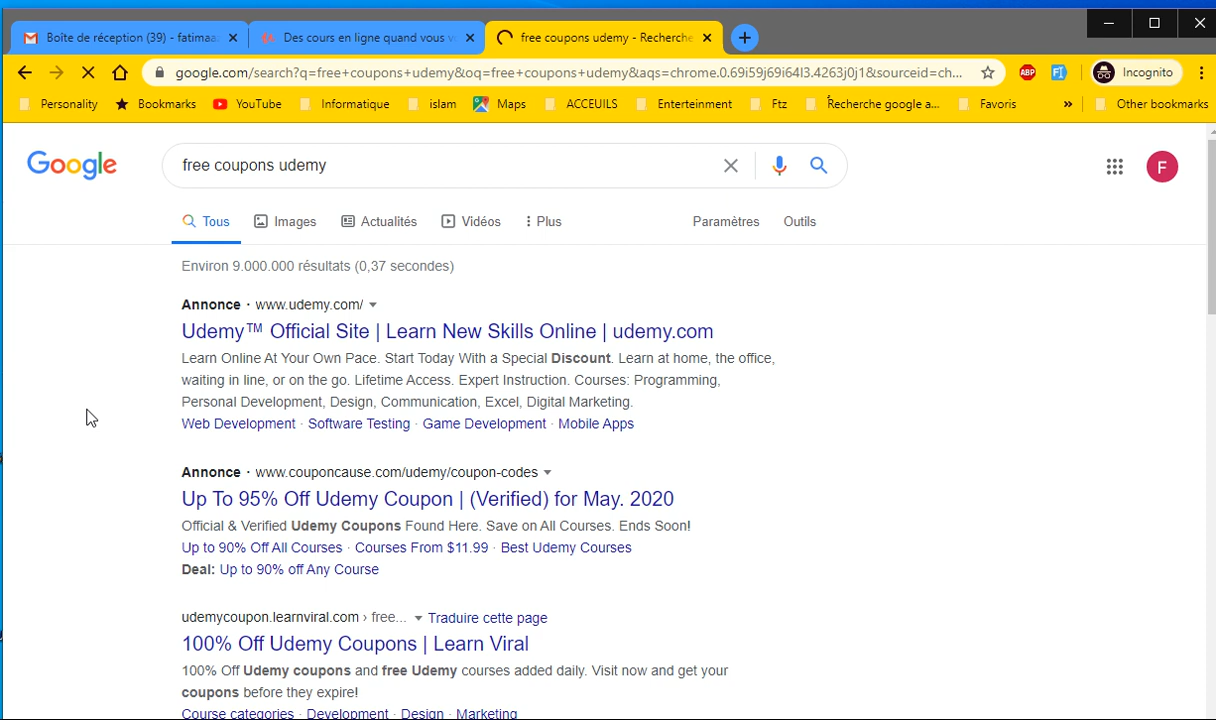 Boîte de réception (39) - fatimaa
Des cours en ligne quand vous v
free coupons udemy - Recherche
google.com/search?q=free+coupons+udemy&oq=free+coupons+udemy&aqs=chrome.0.69i59j69i64l3.4263j0j1&sourceid=ch...
ABP
Incognito
Personality
Bookmarks
YouTube
Informatique
islam
Maps
ACCEUILS
Enterteinment
Ftz
Recherche google a...
Favoris
»
Other bookmarks
Google
free coupons udemy
F
Tous
Images
Actualités
Vidéos
Plus
Paramètres
Outils
Environ 9.000.000 résultats (0,37 secondes)
Annonce · www.udemy.com/
Udemy™ Official Site | Learn New Skills Online | udemy.com
Learn Online At Your Own Pace. Start Today With a Special Discount. Learn at home, the office,
waiting in line, or on the go. Lifetime Access. Expert Instruction. Courses: Programming,
Personal Development, Design, Communication, Excel, Digital Marketing.
Web Development · Software Testing · Game Development · Mobile Apps
Annonce · www.couponcause.com/udemy/coupon-codes
Up To 95% Off Udemy Coupon | (Verified) for May. 2020
Official & Verified Udemy Coupons Found Here. Save on All Courses. Ends Soon!
Up to 90% Off All Courses · Courses From $11.99 · Best Udemy Courses
Deal: Up to 90% off Any Course
udemycoupon.learnviral.com › free... Traduire cette page
100% Off Udemy Coupons | Learn Viral
100% Off Udemy coupons and free Udemy courses added daily. Visit now and get your
coupons before they expire!
Course categories · Development · Design · Marketing